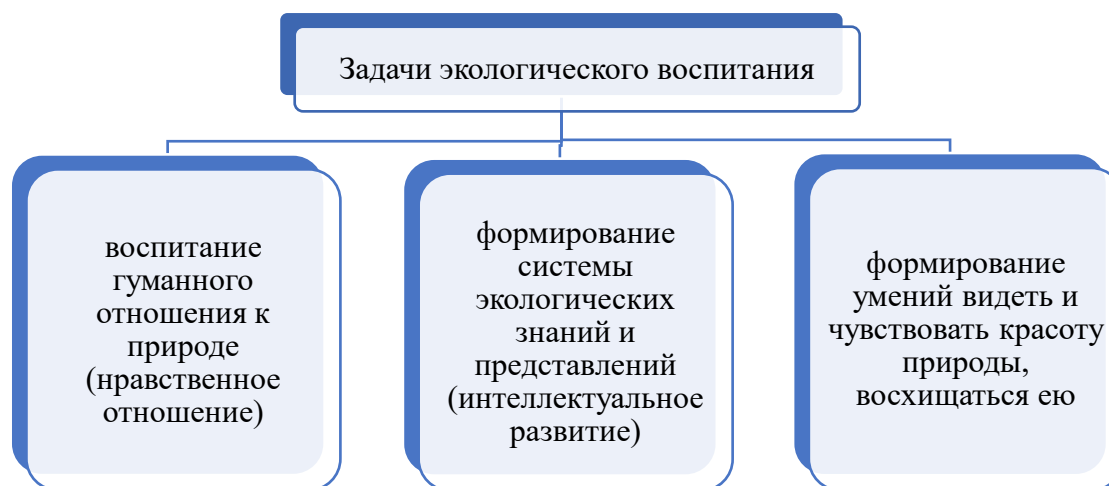 Задачи экологического воспитания
воспитание
гуманного
отношения к
природе
(нравственное
отношение)
формирование
системы
экологических
знаний и
представлений
(интеллектуальное
развитие)
формирование
умений видеть и
чувствовать красоту
природы,
восхищаться ею